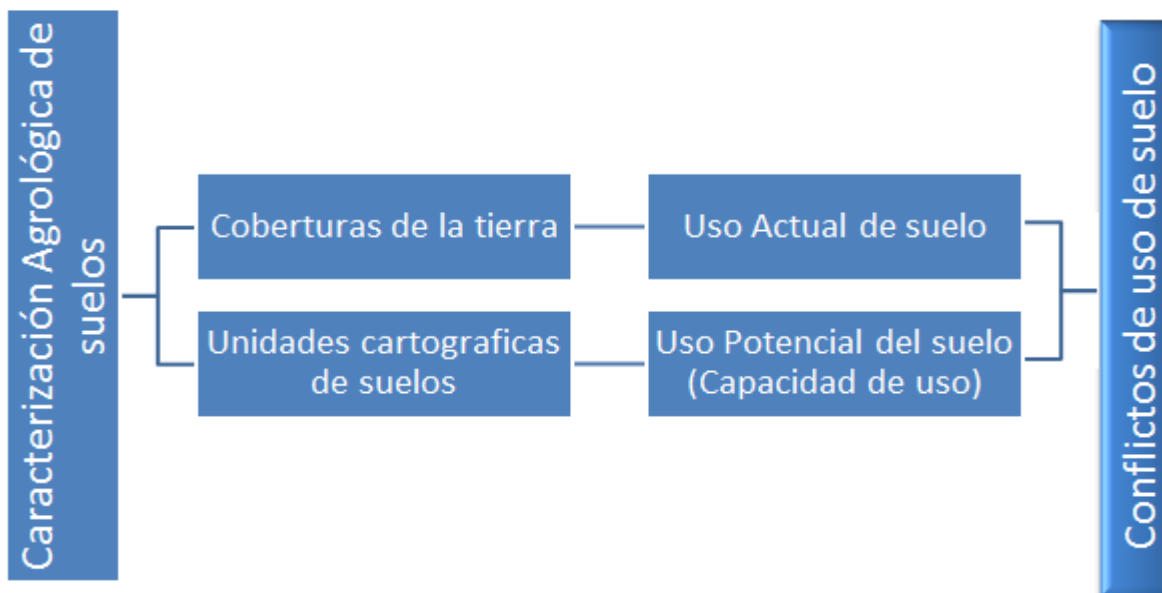 Caracterización Agrológica de
suelos
Coberturas de la tierra
Uso Actual de suelo
Unidades cartograficas
de suelos
Uso Potencial del suelo
(Capacidad de uso)
Conflictos de uso de suelo